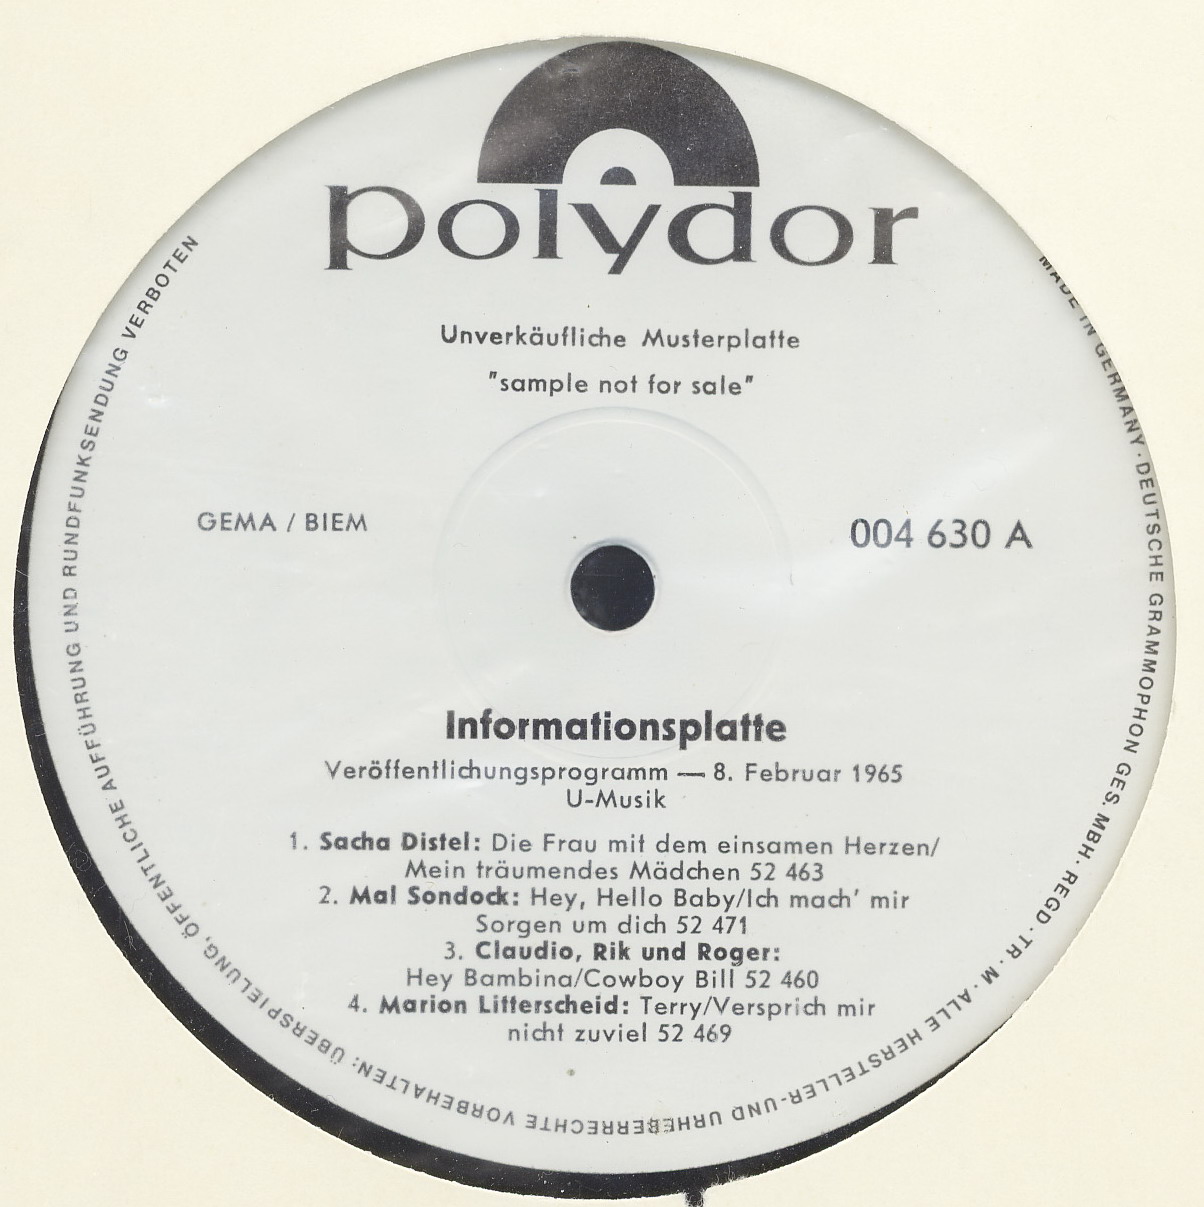 polydor
Unverkäufliche Musterplatte
"sample not for sale"
GEMA / BIEM
004 630 A
Informationsplatte
Veröffentlichungsprogramm — 8. Februar 1965
U-Musik
1. Sacha Distel: Die Frau mit dem einsamen Herzen/
Mein träumendes Mädchen 52 463
2. Mal Sondock: Hey, Hello Baby/Ich mach' mir
Sorgen um dich 52 471
3. Claudio, Rik und Roger:
Hey Bambina/Cowboy Bill 52 460
4. Marion Litterscheid: Terry/Versprich mir
nicht zuviel 52 469
MADE IN GERMANY · DEUTSCHE GRAMMOPHON GES. MBH · REGD · TR · M · ALLE HERSTELLER-UND URHEBERRECHTE VORBEHALTEN: ÜBERSPIELUNG, ÖFFENTLICHE AUFFÜHRUNG UND RUNDFUNKSENDUNG VERBOTEN